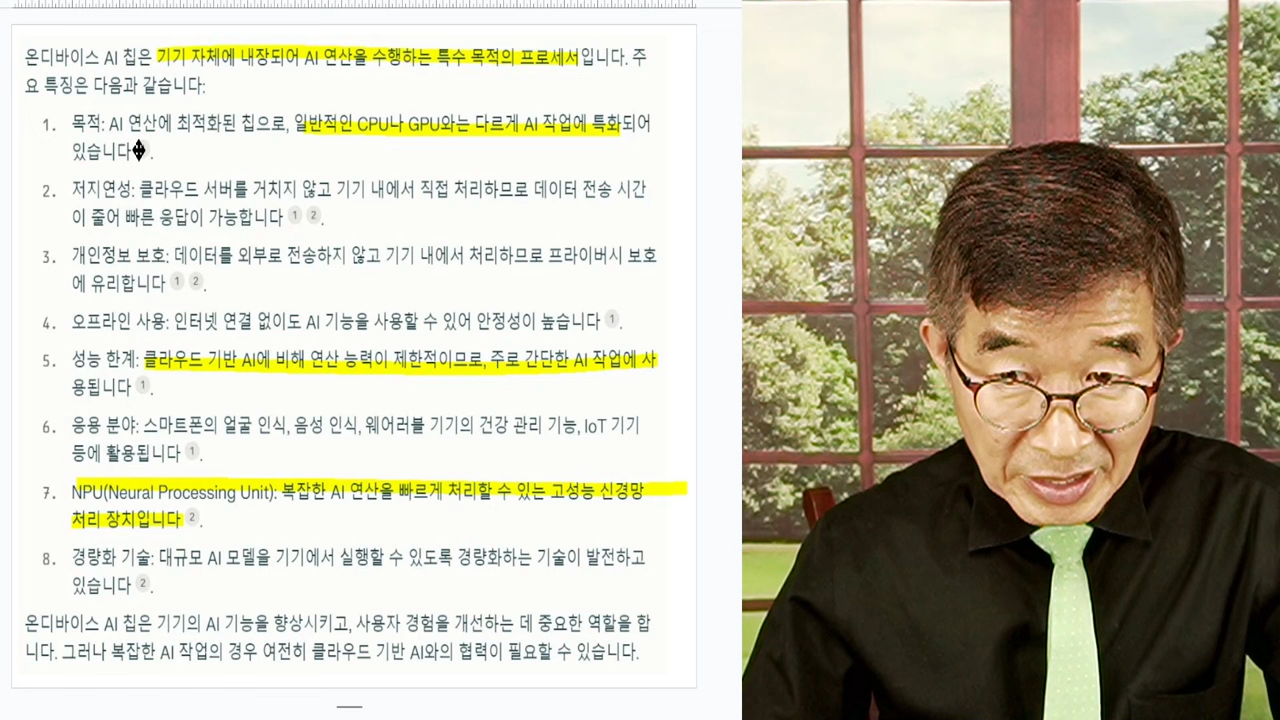 온디바이스 AI 칩은 기기 자체에 내장되어 AI 연산을 수행하는 특수 목적의 프로세서입니다. 주
요 특징은 다음과 같습니다:
1. 목적: AI 연산에 최적화된 칩으로, 일반적인 CPU나 GPU와는 다르게 AI 작업에 특화되어
있습니다 .
2. 저지연성: 클라우드 서버를 거치지 않고 기기 내에서 직접 처리하므로 데이터 전송 시간
이 줄어 빠른 응답이 가능합니다 1 2.
3. 개인정보 보호: 데이터를 외부로 전송하지 않고 기기 내에서 처리하므로 프라이버시 보호
에 유리합니다 1 2.
4. 오프라인 사용: 인터넷 연결 없이도 AI 기능을 사용할 수 있어 안정성이 높습니다 1.
5. 성능 한계: 클라우드 기반 AI에 비해 연산 능력이 제한적이므로, 주로 간단한 AI 작업에 사
용됩니다 1.
6. 응용 분야: 스마트폰의 얼굴 인식, 음성 인식, 웨어러블 기기의 건강 관리 기능, IoT 기기
등에 활용됩니다 1.
7. NPU(Neural Processing Unit): 복잡한 AI 연산을 빠르게 처리할 수 있는 고성능 신경망
처리 장치입니다 2.
8. 경량화 기술: 대규모 AI 모델을 기기에서 실행할 수 있도록 경량화하는 기술이 발전하고
있습니다 2.
온디바이스 AI 칩은 기기의 AI 기능을 향상시키고, 사용자 경험을 개선하는 데 중요한 역할을 합
니다. 그러나 복잡한 AI 작업의 경우 여전히 클라우드 기반 AI와의 협력이 필요할 수 있습니다.